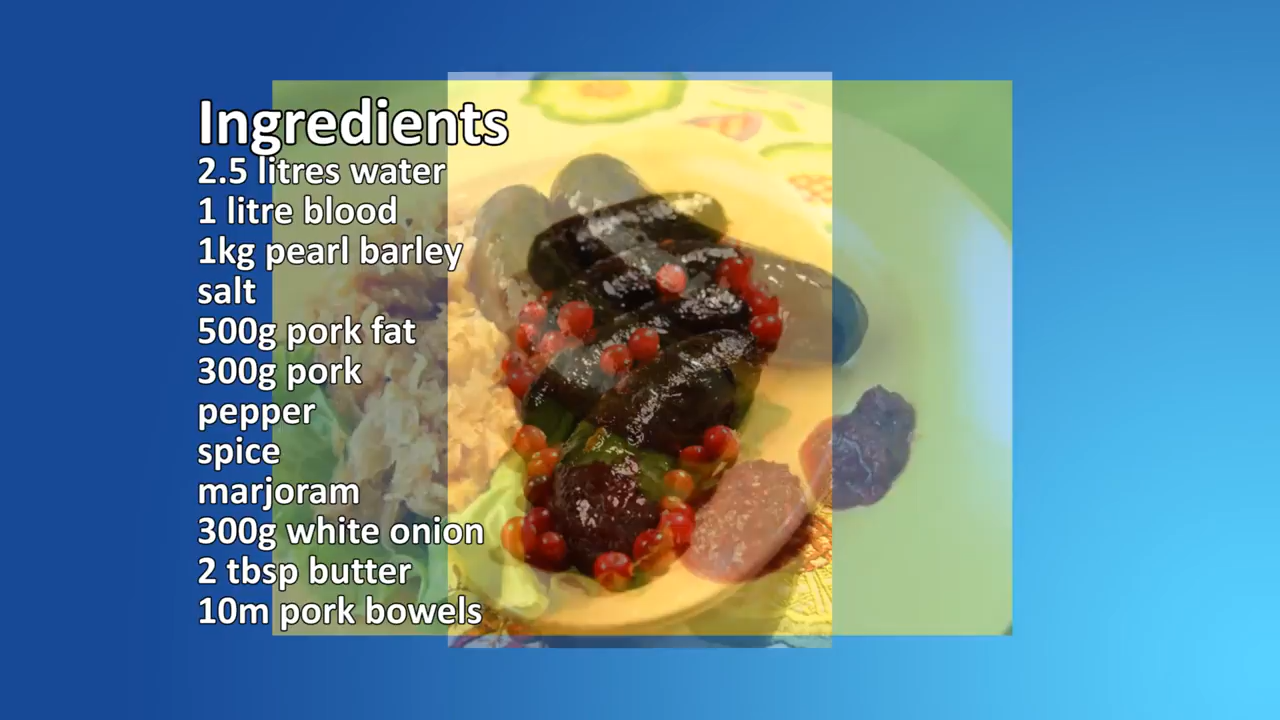 Ingredients
2.5 litres water
1 litre blood
1kg pearl barley
salt
500g pork fat
300g pork
pepper
spice
marjoram
300g white onion
2 tbsp butter
10m pork bowels